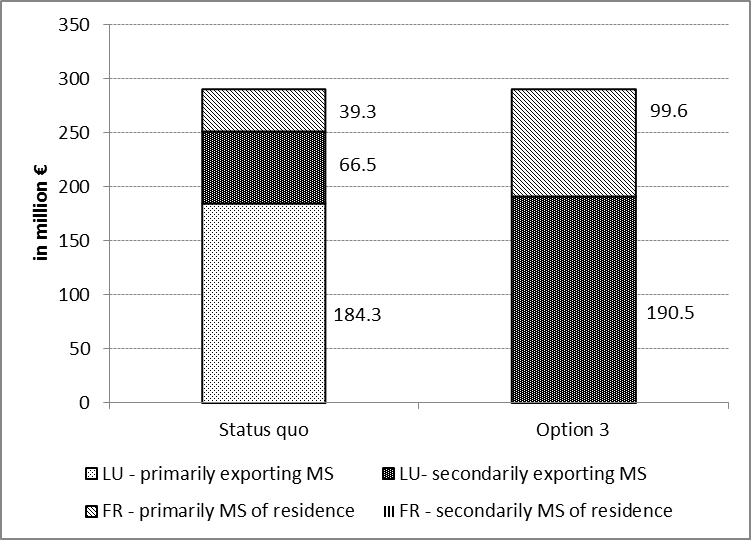 350
300
250
200
150
100
50
0
in million €
39.3
66.5
184.3
99.6
190.5
Status quo
Option 3
LU - primarily exporting MS
LU- secondarily exporting MS
FR - primarily MS of residence
FR - secondarily MS of residence